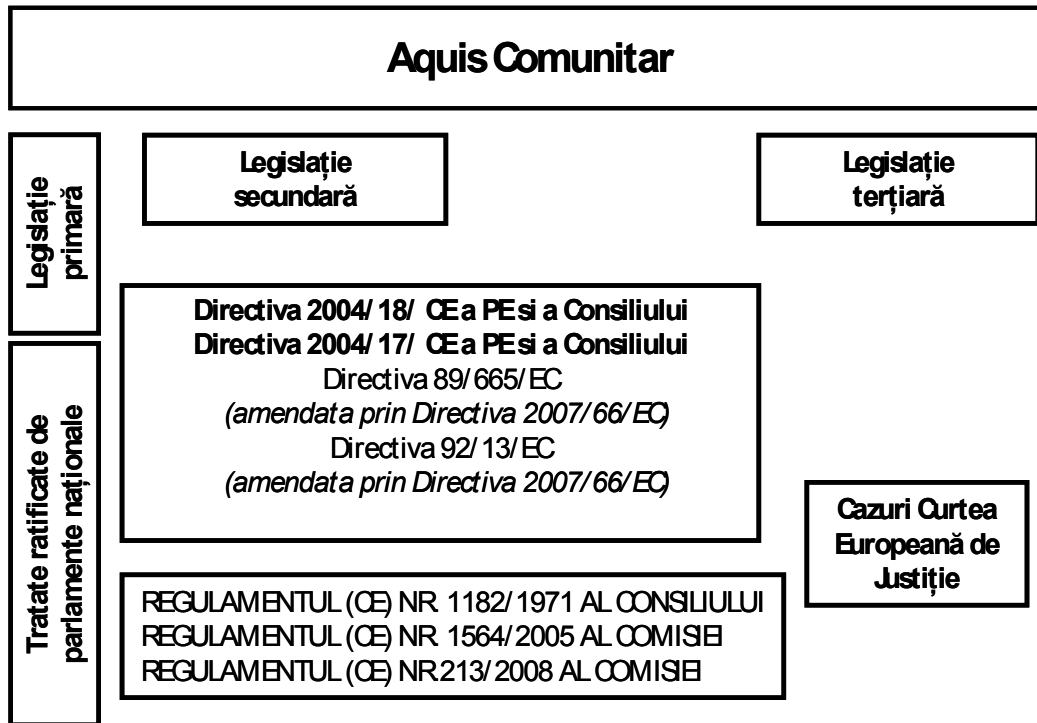 Aquis Comunitar
Legislație
primară
Legislație
secundară
Legislație
terțiară
Directiva 2004/18/ CE a PE si a Consiliului
Directiva 2004/17/ CE a PE si a Consiliului
Directiva 89/665/EC
(amendata prin Directiva 2007/66/EC)
Directiva 92/13/EC
(amendata prin Directiva 2007/66/EC)
Tratate ratificate de
parlamente naționale
Cazuri Curtea
Europeană de
Justiție
REGULAMENTUL (CE) NR. 1182/1971 AL CONSILIULUI
REGULAMENTUL (CE) NR. 1564/2005 AL COMISIEI
REGULAMENTUL (CE) NR.213/2008 AL COMISIEI